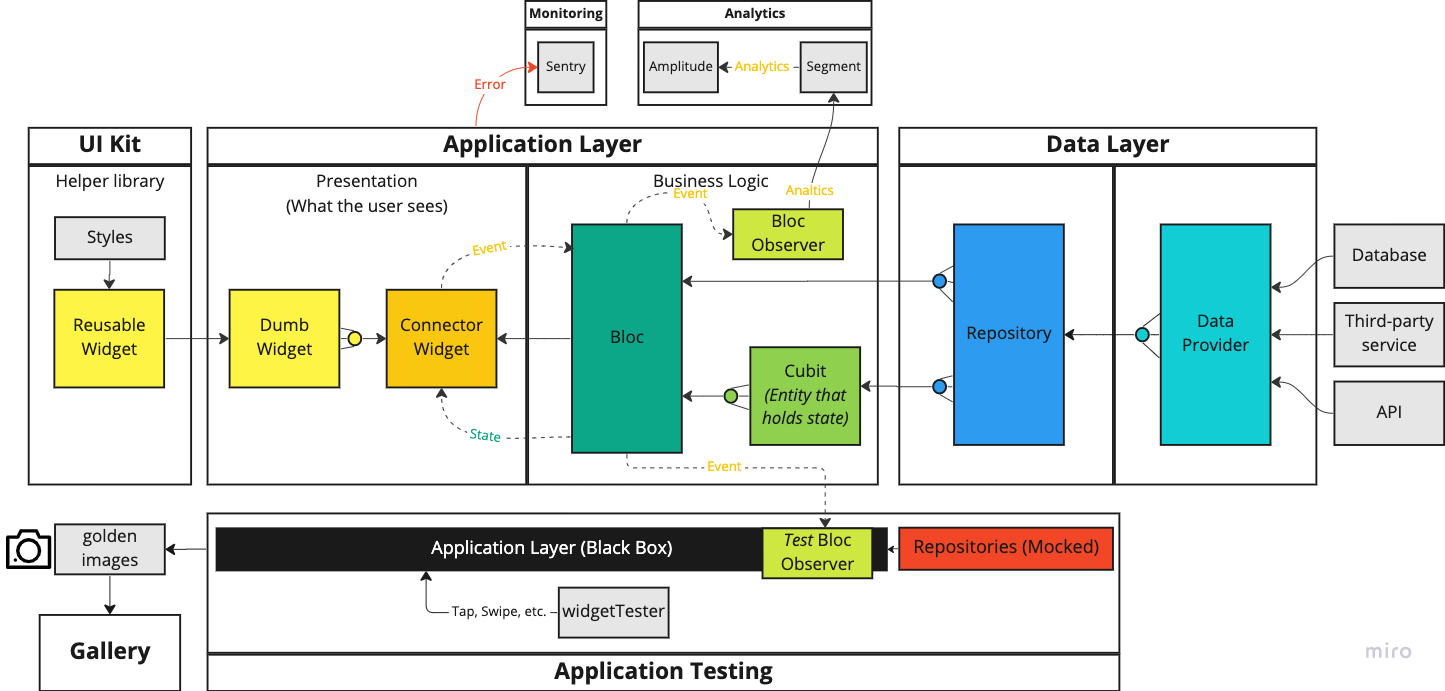 Monitoring
Sentry
Error
Analytics
Amplitude
Analytics
Segment
UI Kit
Helper library
Styles
Reusable
Widget
Application Layer
Presentation
(What the user sees)
Dumb
Widget
Connector
Widget
Event
State
Business Logic
Event
Analtics
Bloc
Observer
Bloc
Cubit
(Entity that
holds state)
Event
Data Layer
Repository
Data
Provider
Database
Third-party
service
API
golden
images
Gallery
Application Layer (Black Box)
Test Bloc
Observer
Repositories (Mocked)
Tap, Swipe, etc.
widgetTester
Application Testing
miro